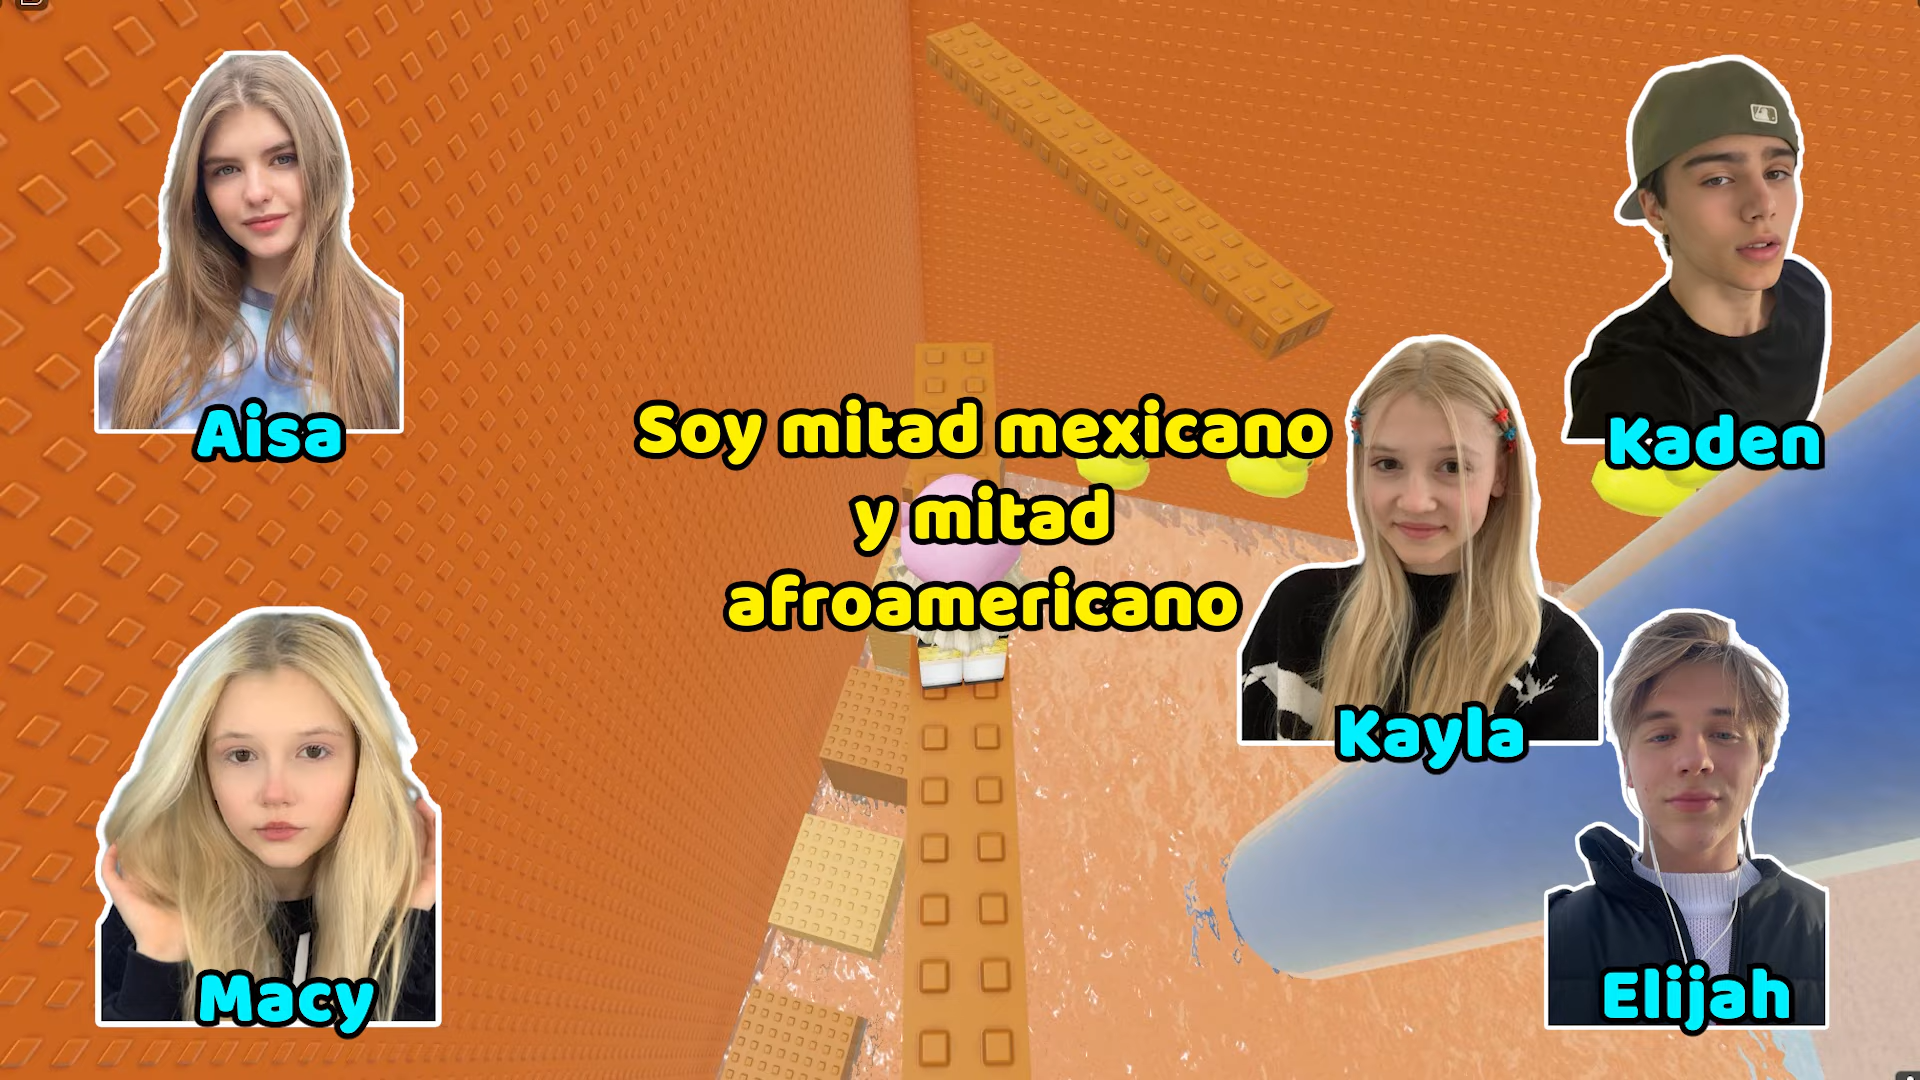 Aisa
Soy mitad mexicano
y mitad
afroamericano
Kaden
Kayla
Macy
Elijah